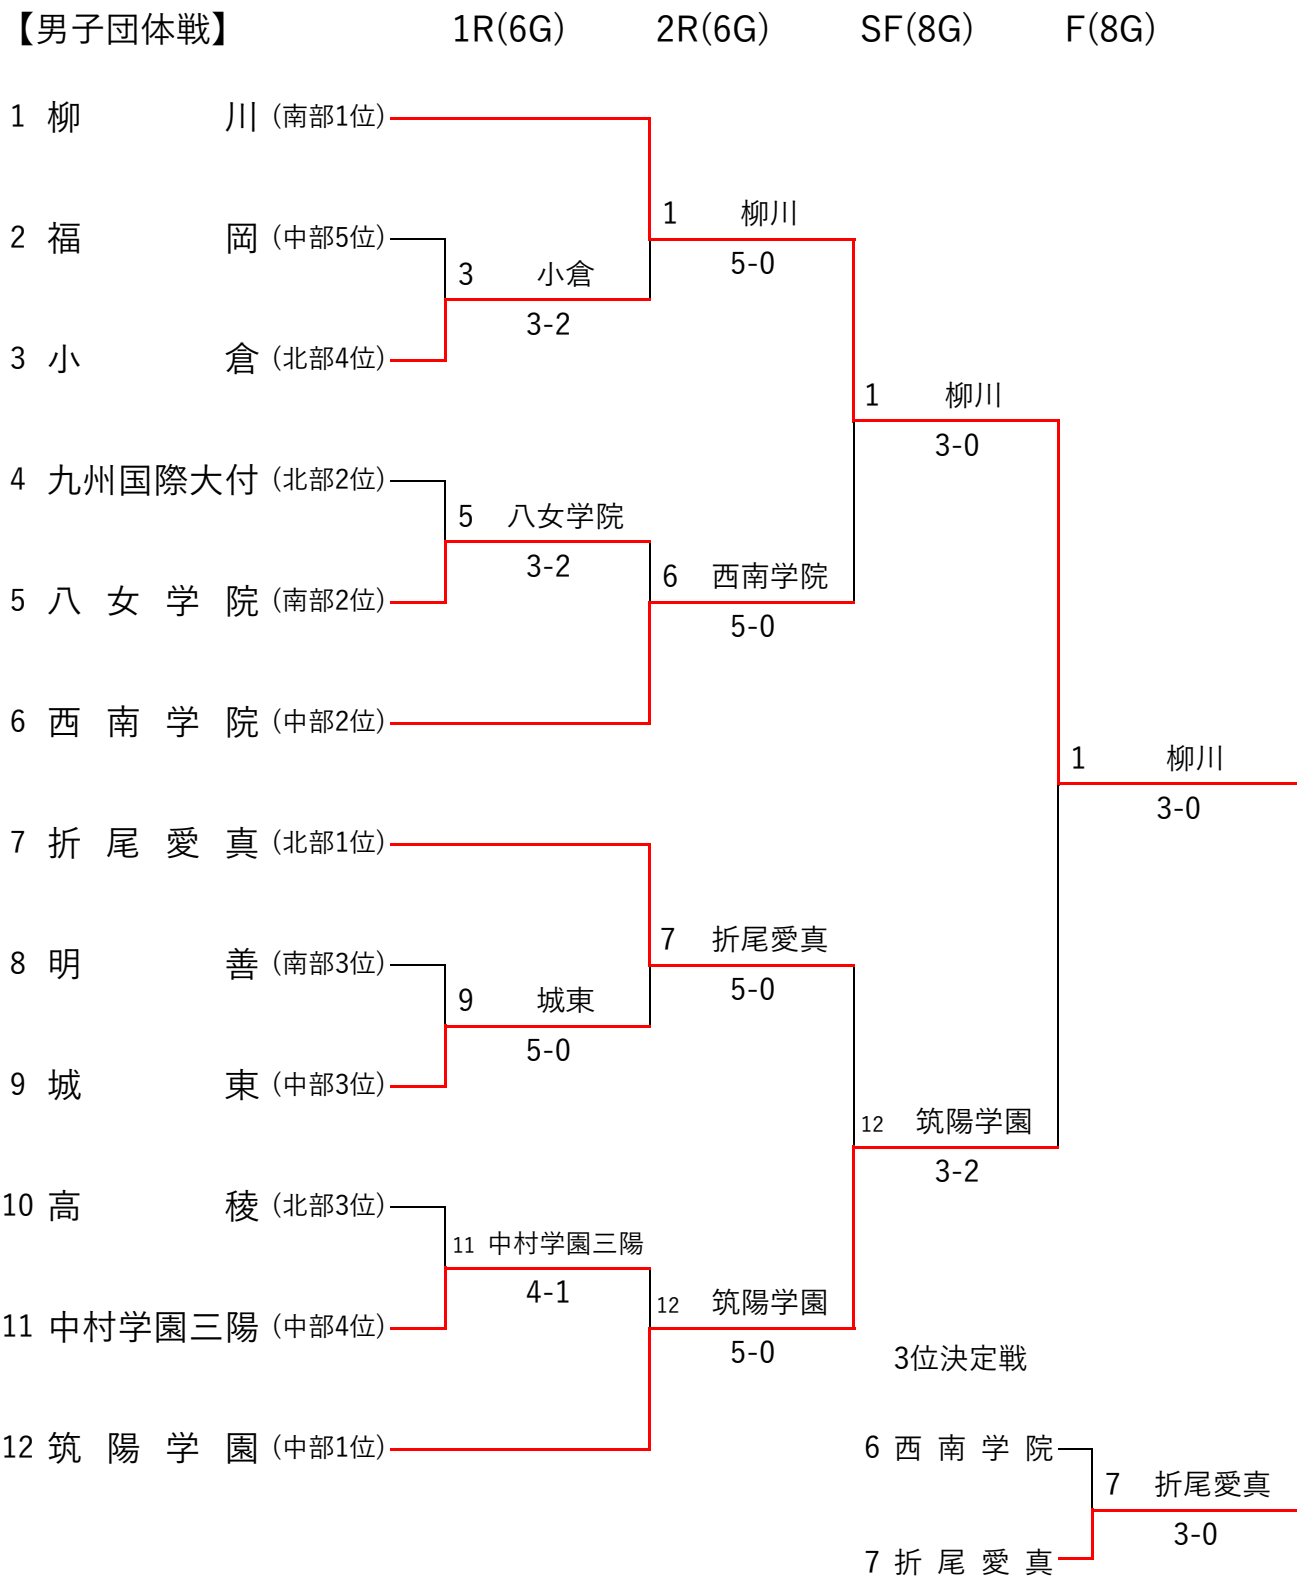 【男子団体戦】 1R(6G) 2R(6G) SF(8G) F(8G)
1 柳川 (南部1位)
1 柳川
2 福岡 (中部5位)
5-0
3 小倉
3-2
3 小倉 (北部4位)
1 柳川
3-0
4 九州国際大付 (北部2位)
5 八女学院
3-2
6 西南学院
5 八女学院 (南部2位)
5-0
6 西南学院 (中部2位)
1 柳川
3-0
7 折尾愛真 (北部1位)
7 折尾愛真
8 明善 (南部3位)
5-0
9 城東
5-0
9 城東 (中部3位)
12 筑陽学園
3-2
10 高稜 (北部3位)
11 中村学園三陽
4-1
12 筑陽学園
11 中村学園三陽 (中部4位)
5-0
3位決定戦
12 筑陽学園 (中部1位)
6 西南学院
7 折尾愛真
3-0
7 折尾愛真